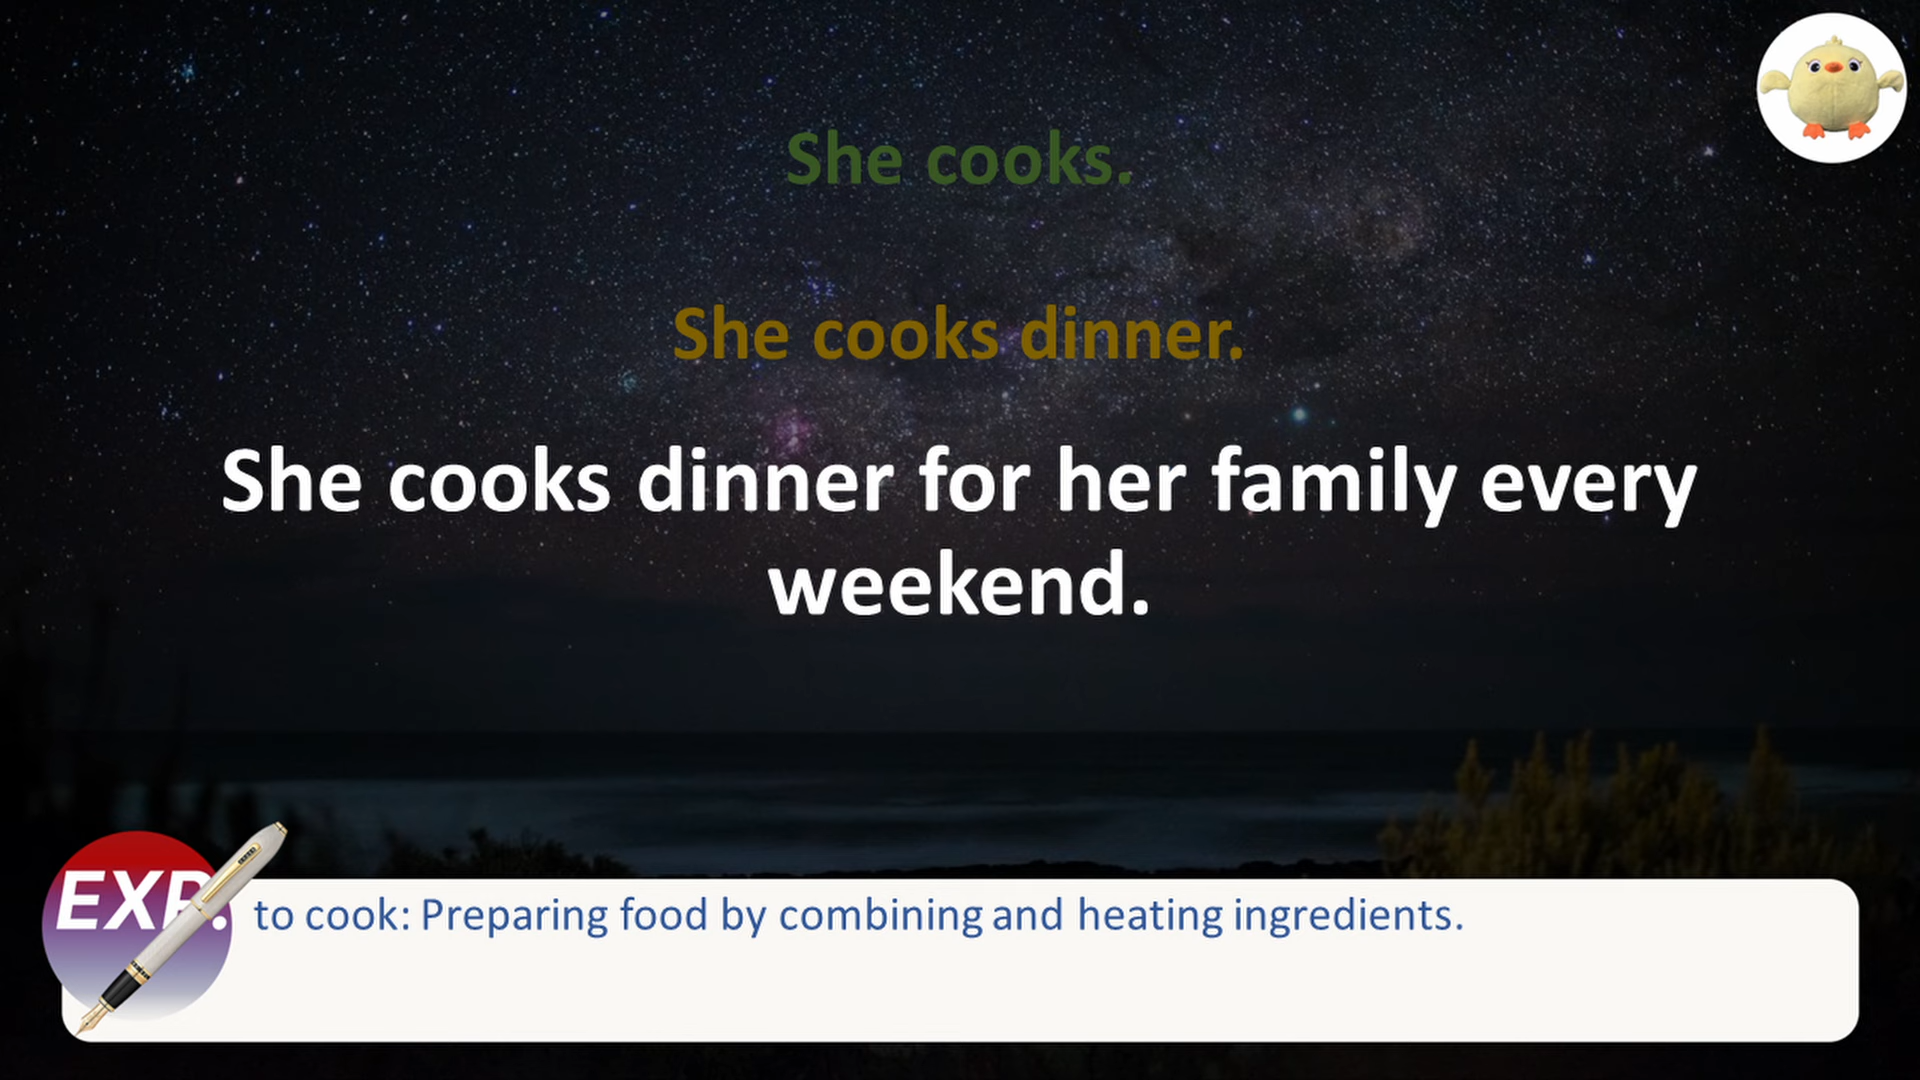 She cooks.
She cooks dinner.
She cooks dinner for her family every
weekend.
EXP.
to cook: Preparing food by combining and heating ingredients.